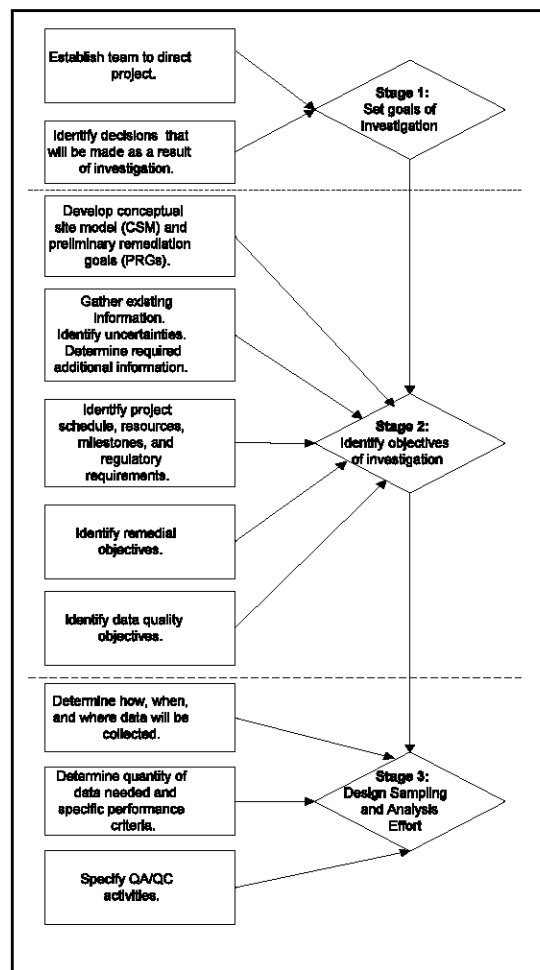 Establish team to direct
project.
Stage 1:
Set goals of
investigation
Identify decisions that
will be made as a result
of investigation.
Develop conceptual
site model (CSM) and
preliminary remediation
goals (PRGs).
Gather existing
information.
Identify uncertainties.
Determine required
additional information.
Identify project
schedule, resources,
milestones, and
regulatory
requirements.
Stage 2:
Identify objectives
of investigation
Identify remedial
objectives.
Identify data quality
objectives.
Determine how, when,
and where data will be
collected.
Determine quantity of
data needed and
specific performance
criteria.
Stage 3:
Design Sampling
and Analysis
Effort
Specify QA/QC
activities.